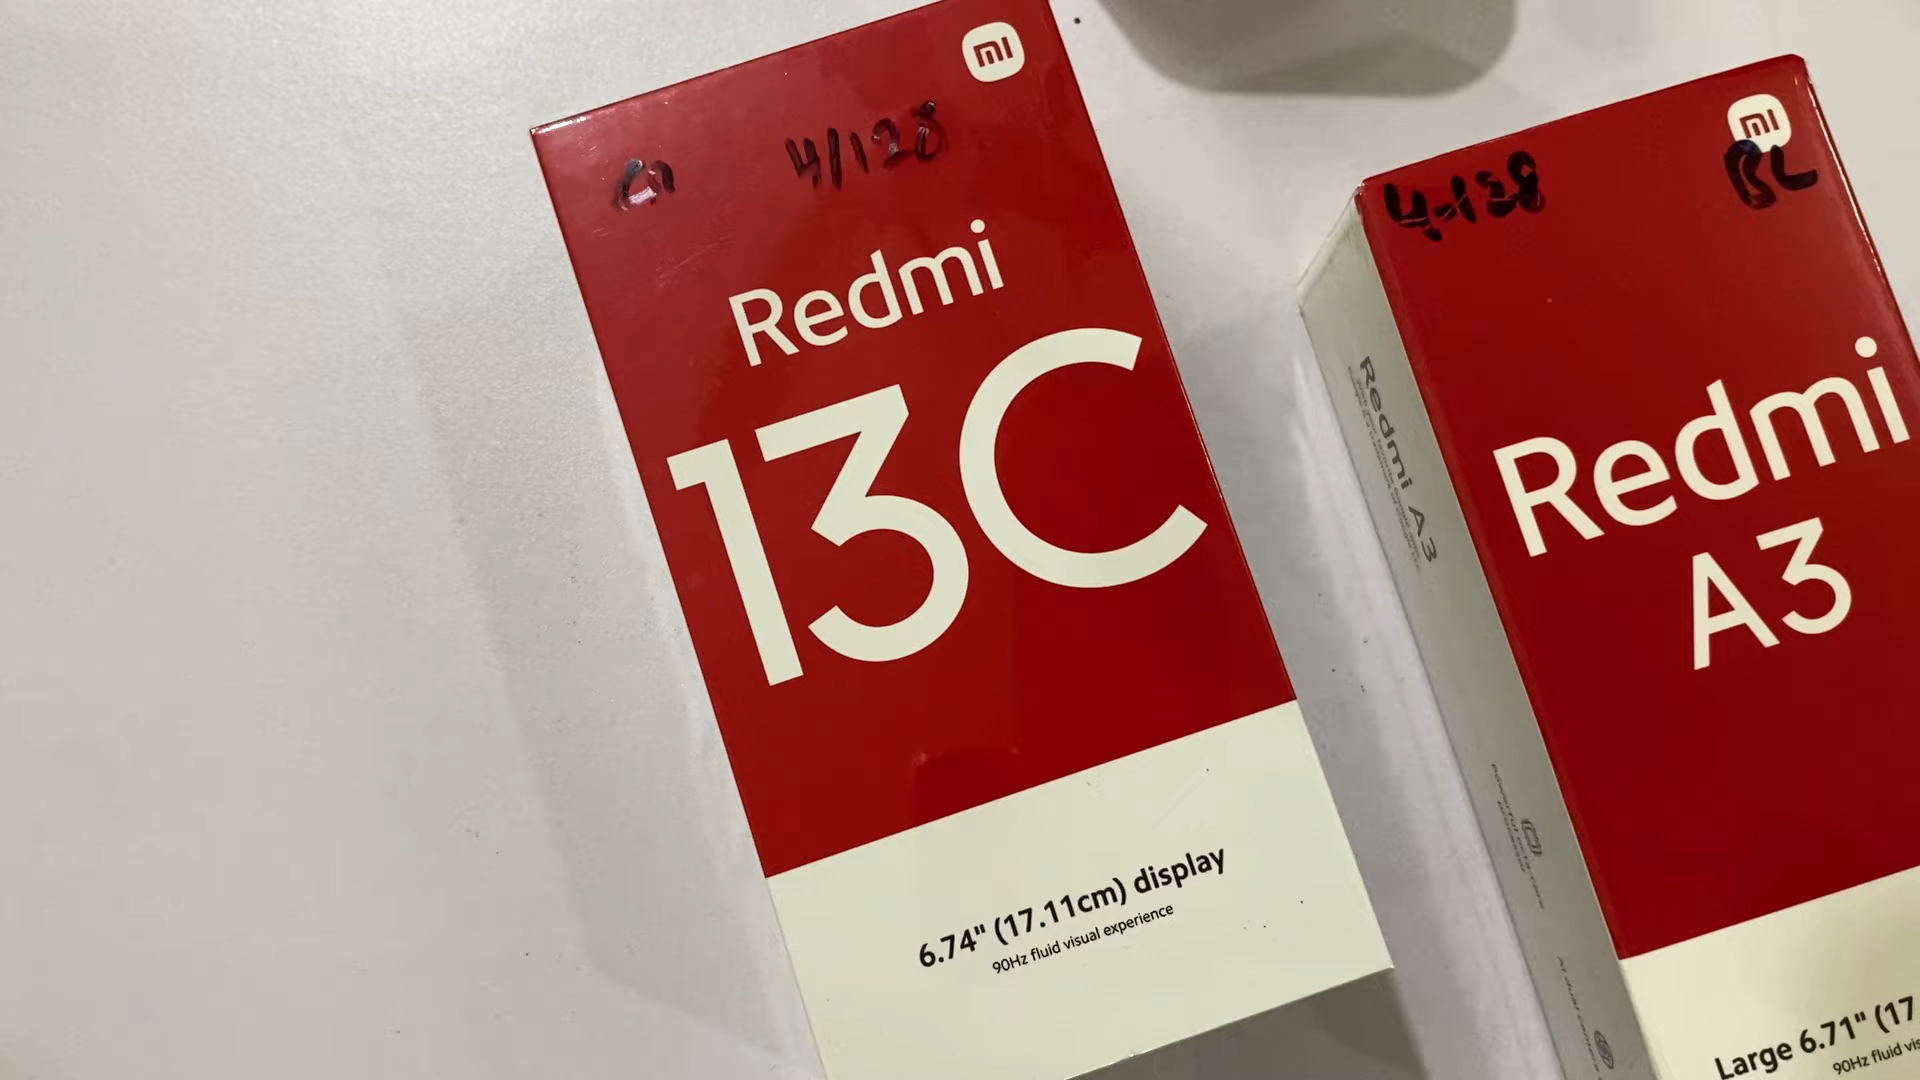 mi
4/128
Redmi
13C
6.74" (17.11cm) display
90Hz fluid visual experience
mi
4-128
BL
Redmi
A3
Large 6.71" (17
90Hz fluid vis
Redmi A3